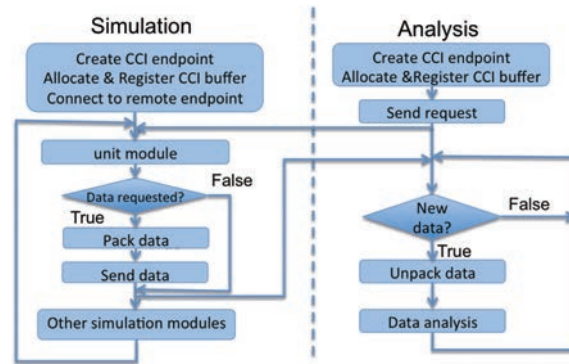 Simulation
Create CCI endpoint
Allocate & Register CCI buffer
Connect to remote endpoint
unit module
Data requested?
False
True
Pack data
Send data
Other simulation modules
Analysis
Create CCI endpoint
Allocate &Register CCI buffer
Send request
New
data?
False
True
Unpack data
Data analysis